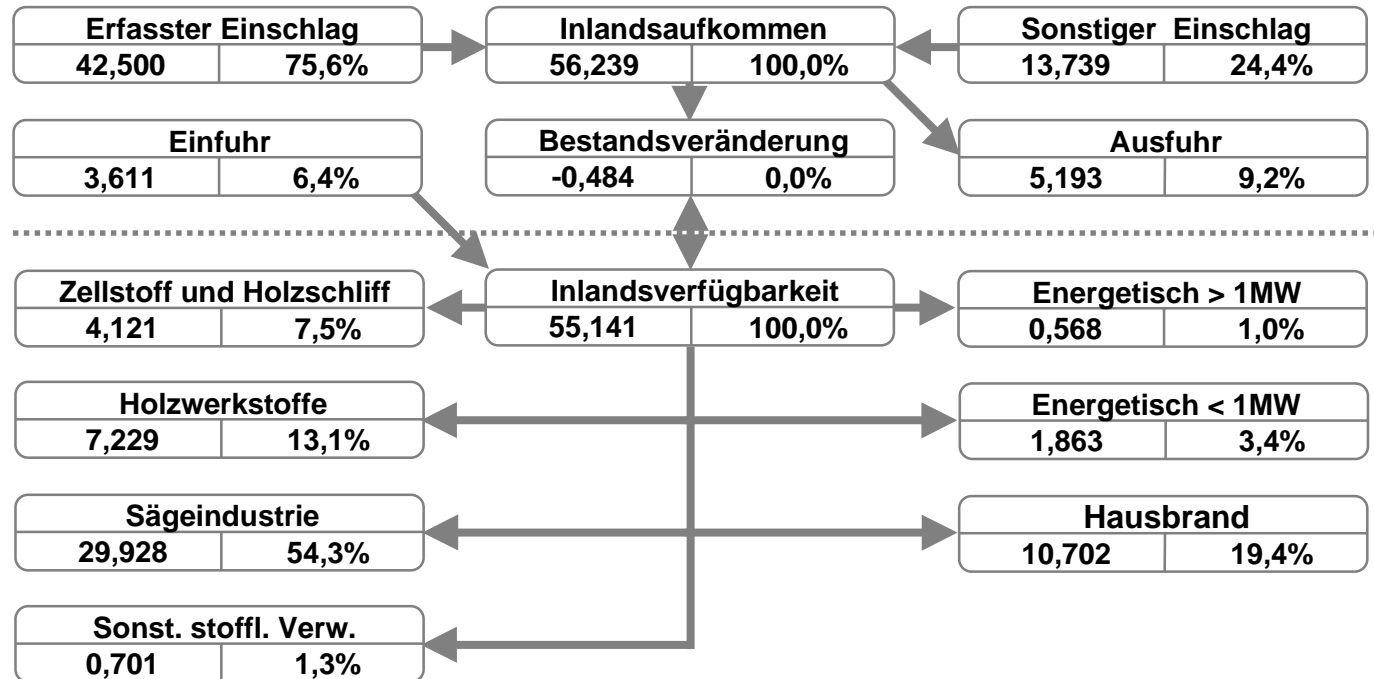 Erfasster Einschlag
42,500 75,6%
Inlandsaufkommen
56,239 100,0%
Sonstiger Einschlag
13,739 24,4%
Einfuhr
3,611 6,4%
Bestandsveränderung
-0,484 0,0%
Ausfuhr
5,193 9,2%
Zellstoff und Holzschliff
4,121 7,5%
Inlandsverfügbarkeit
55,141 100,0%
Energetisch > 1MW
0,568 1,0%
Holzwerkstoffe
7,229 13,1%
Energetisch < 1MW
1,863 3,4%
Sägeindustrie
29,928 54,3%
Hausbrand
10,702 19,4%
Sonst. stoffl. Verw.
0,701 1,3%